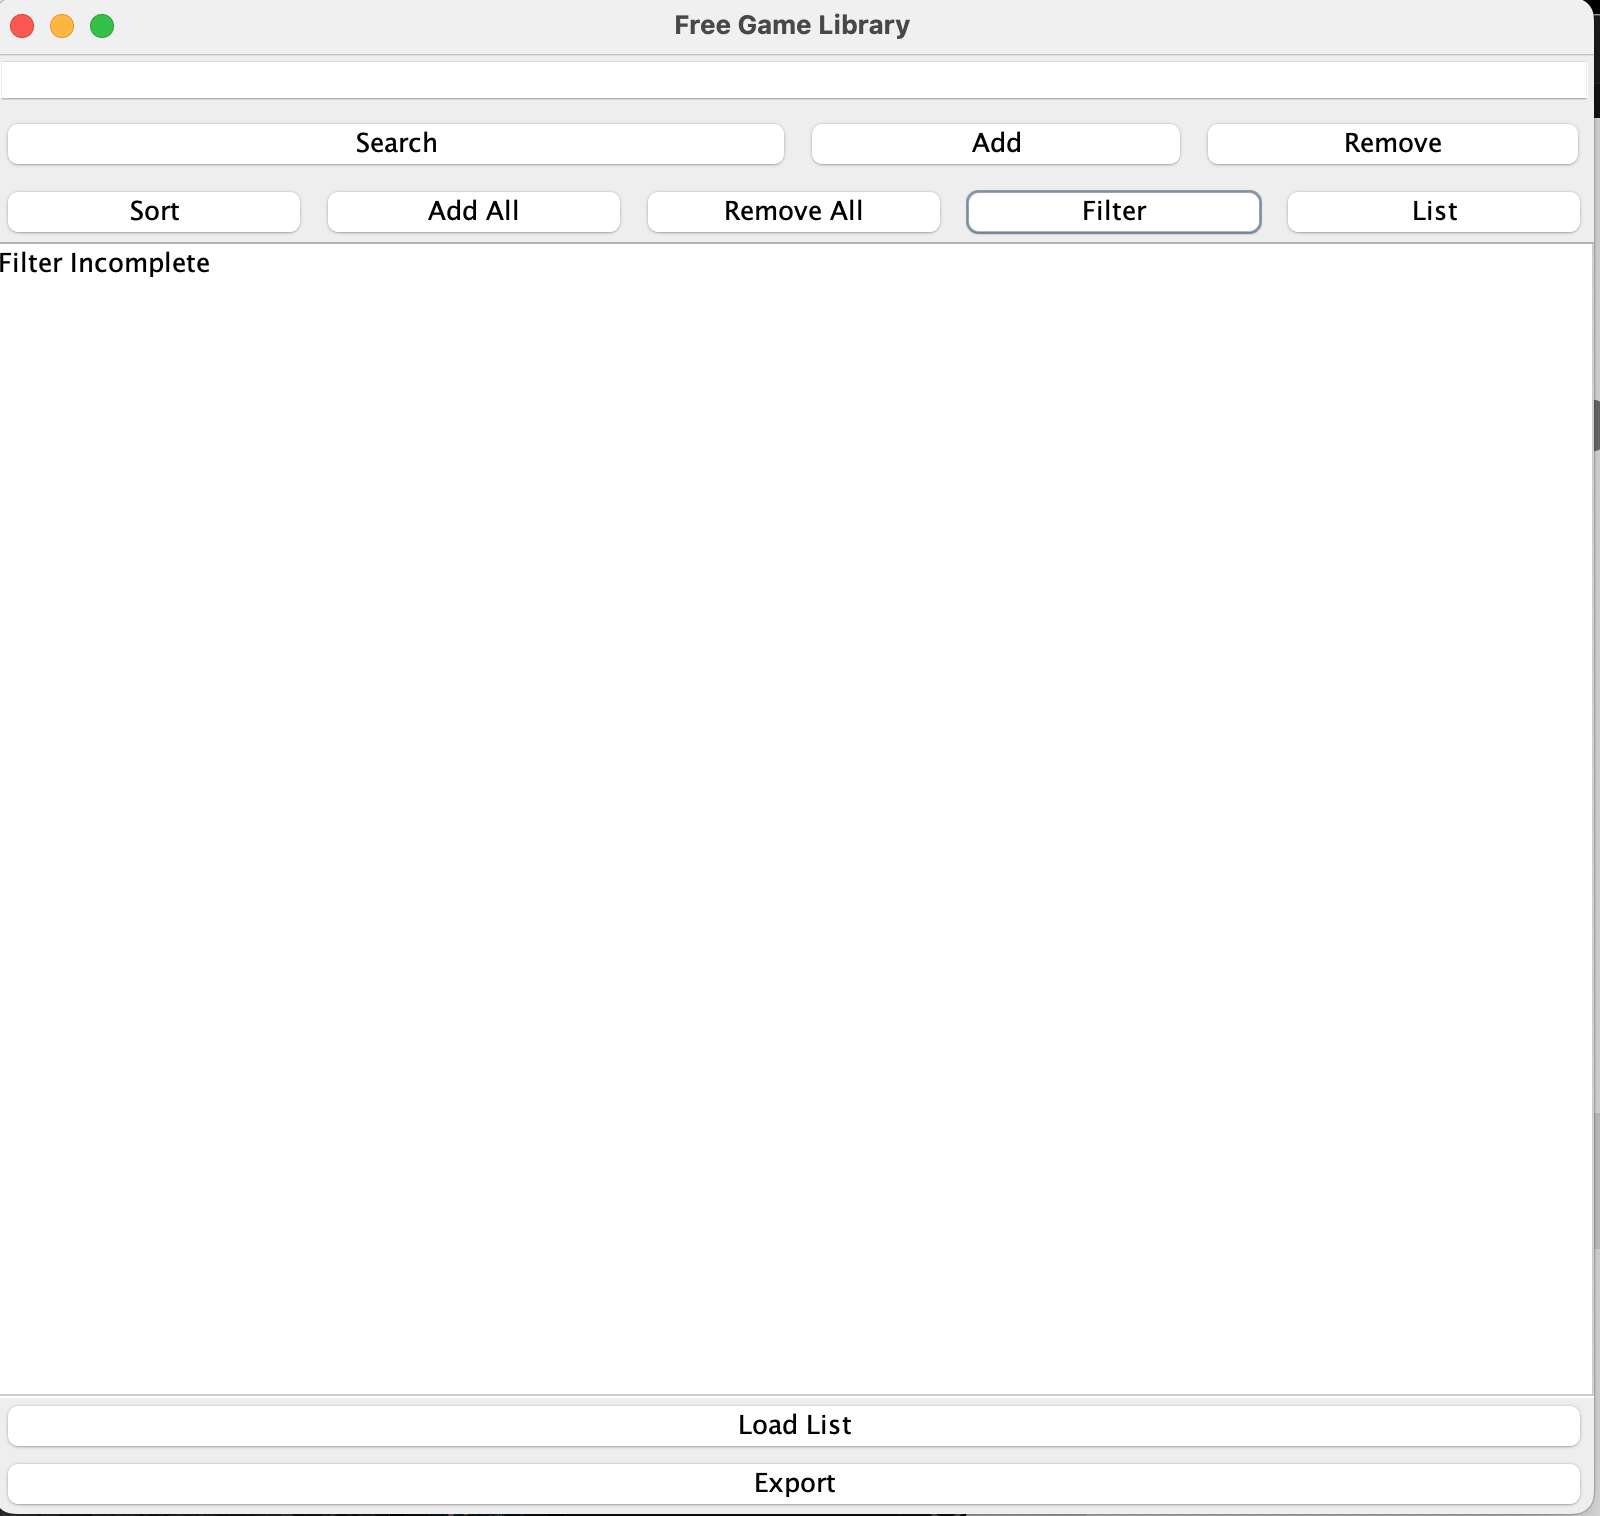 Free Game Library
Search Add Remove
Sort Add All Remove All Filter List
Filter Incomplete
Load List
Export